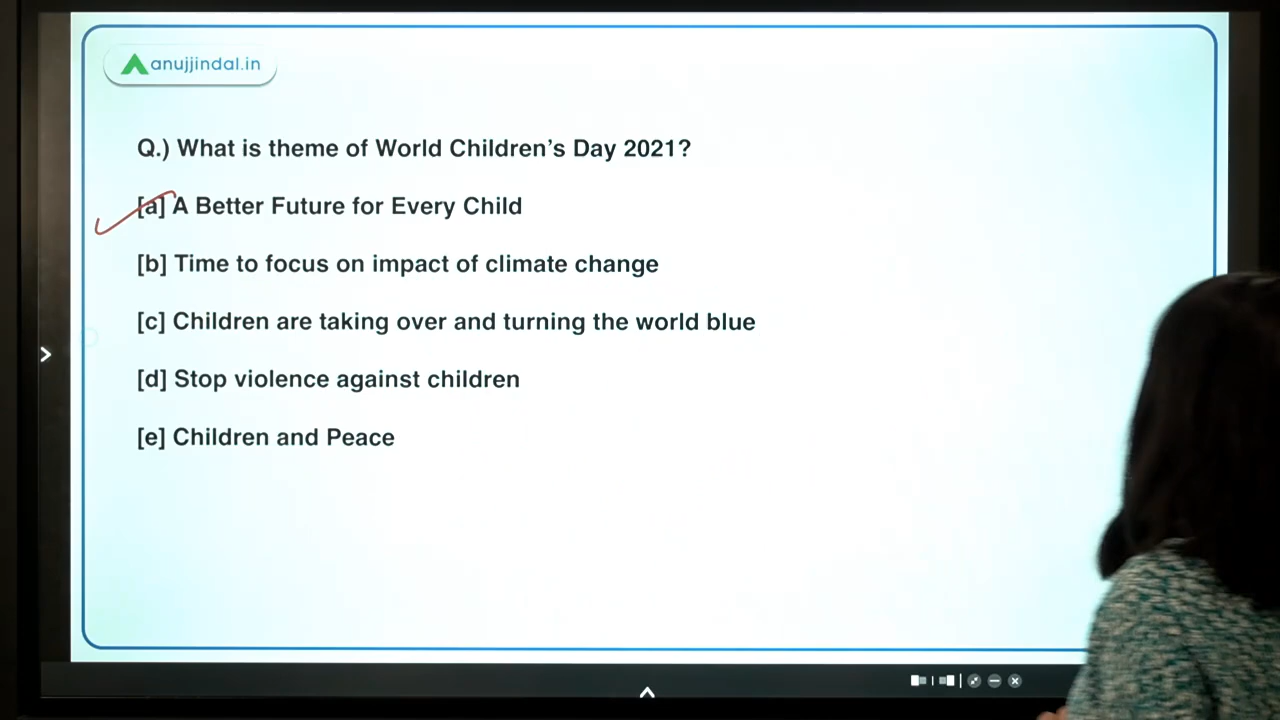 anujjindal.in
Q.) What is theme of World Children’s Day 2021?
[a] A Better Future for Every Child
[b] Time to focus on impact of climate change
[c] Children are taking over and turning the world blue
[d] Stop violence against children
[e] Children and Peace